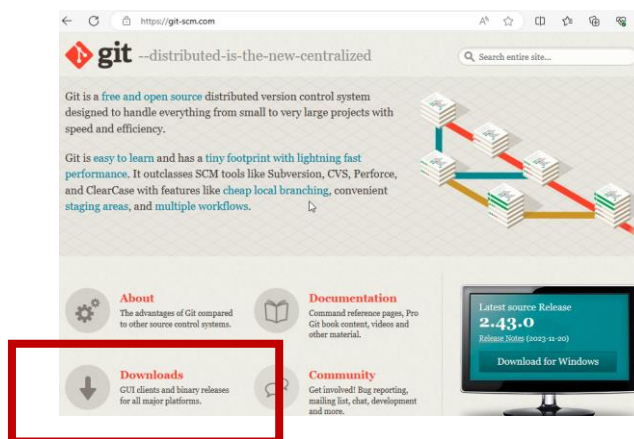 https://git-scm.com
git --distributed-is-the-new-centralized
Search entire site...
Git is a free and open source distributed version control system
designed to handle everything from small to very large projects with
speed and efficiency.
Git is easy to learn and has a tiny footprint with lightning fast
performance. It outclasses SCM tools like Subversion, CVS, Perforce,
and ClearCase with features like cheap local branching, convenient
staging areas, and multiple workflows.
About
The advantages of Git compared
to other source control systems.
Documentation
Command reference pages, Pro
Git book content, videos and
other material.
Downloads
GUI clients and binary releases
for all major platforms.
Community
Get involved! Bug reporting,
mailing list, chat, development
and more.
Latest source Release
2.43.0
Release Notes (2023-11-20)
Download for Windows